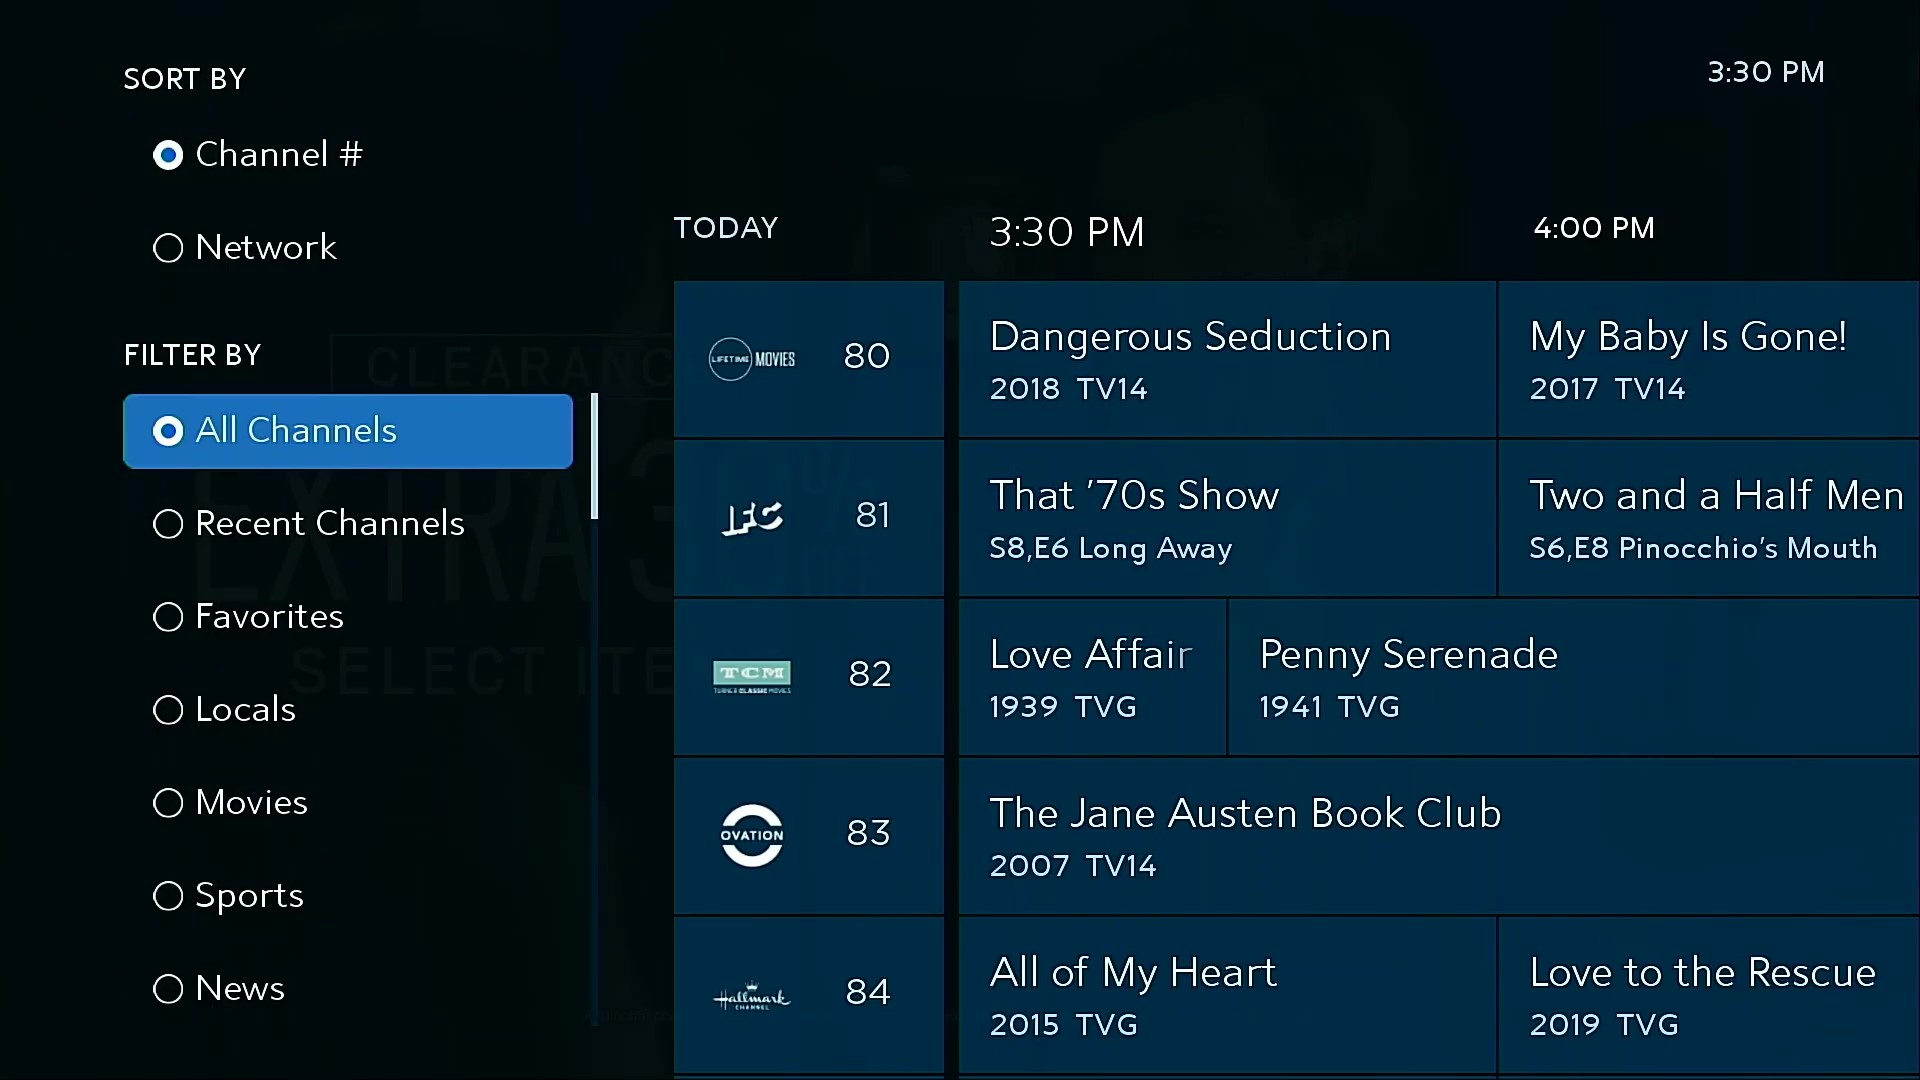 SORT BY
3:30 PM
Channel #
Network
FILTER BY
All Channels
Recent Channels
Favorites
Locals
Movies
Sports
News
TODAY
3:30 PM
4:00 PM
LIFETIME MOVIES
80
Dangerous Seduction
2018 TV14
My Baby Is Gone!
2017 TV14
IFC
81
That '70s Show
S8,E6 Long Away
Two and a Half Men
S6,E8 Pinocchio's Mouth
TCM
TURNER CLASSIC MOVIES
82
Love Affair
1939 TVG
Penny Serenade
1941 TVG
OVATION
83
The Jane Austen Book Club
2007 TV14
Hallmark
CHANNEL
84
All of My Heart
2015 TVG
Love to the Rescue
2019 TVG
EXTRA 30
SELECT ITE